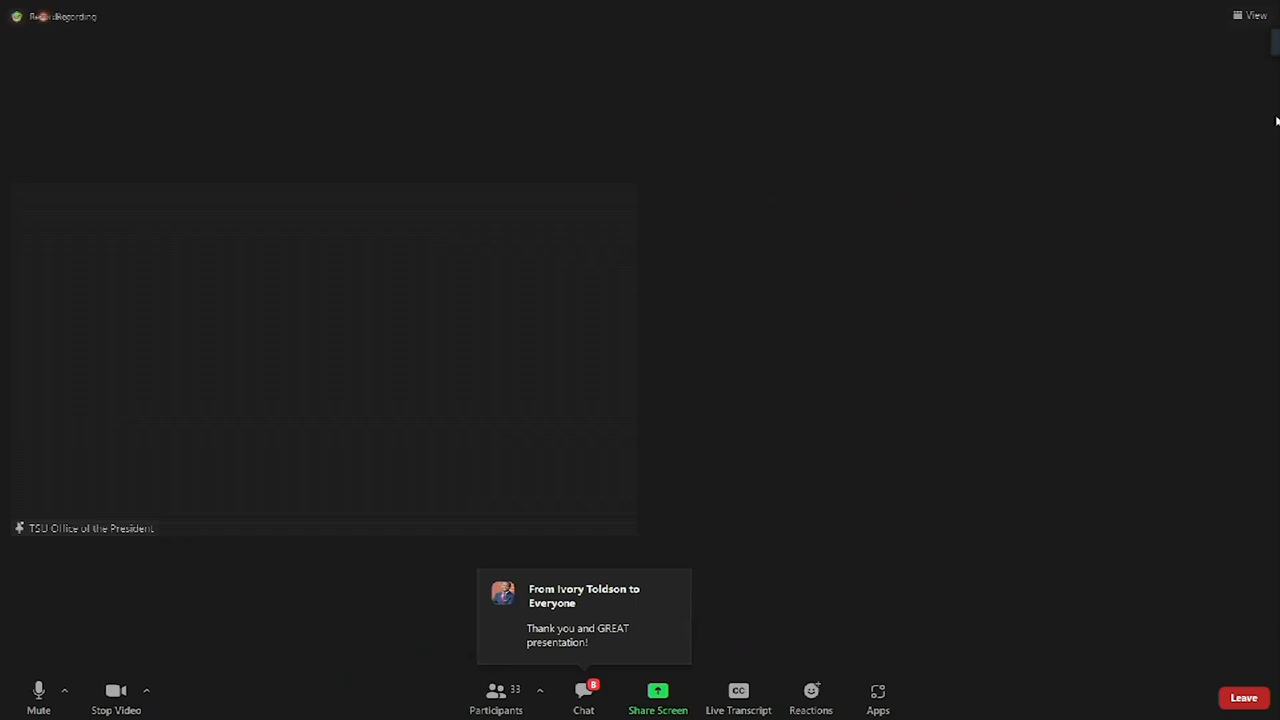 Recording
View
TSU Office of the President
From Ivory Toldson to
Everyone
Thank you and GREAT
presentation!
33
8
Mute
Stop Video
Participants
Chat
Share Screen
CC
Live Transcript
Reactions
Apps
Leave